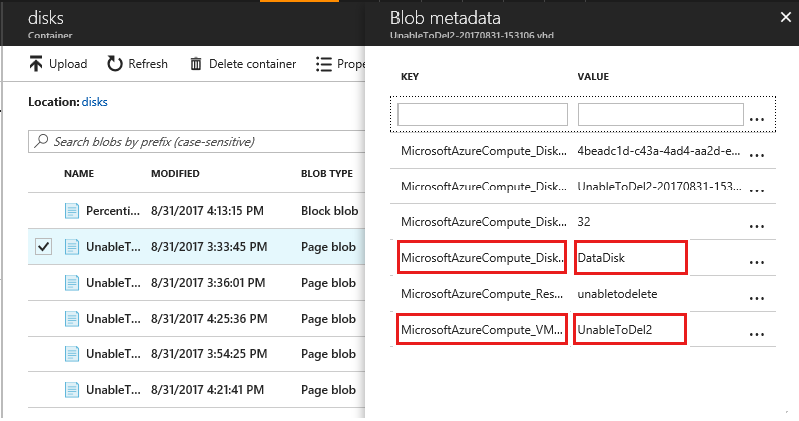 disks
Container
Upload
Refresh
Delete container
Prope
Location: disks
Search blobs by prefix (case-sensitive)
NAME MODIFIED BLOB TYPE
Percenti... 8/31/2017 4:13:15 PM Block blob
UnableT... 8/31/2017 3:33:45 PM Page blob
UnableT... 8/31/2017 3:36:01 PM Page blob
UnableT... 8/31/2017 4:25:36 PM Page blob
UnableT... 8/31/2017 3:54:25 PM Page blob
UnableT... 8/31/2017 4:21:41 PM Page blob
Blob metadata
UnableToDel2-20170831-153106.vhd
KEY VALUE
...
MicrosoftAzureCompute_Disk... 4beadc1d-c43a-4ad4-aa2d-e... ...
MicrosoftAzureCompute_Disk... UnableToDel2-20170831-153... ...
MicrosoftAzureCompute_Disk... 32 ...
MicrosoftAzureCompute_Disk... DataDisk ...
MicrosoftAzureCompute_Res... unabletodelete ...
MicrosoftAzureCompute_VM... UnableToDel2 ...